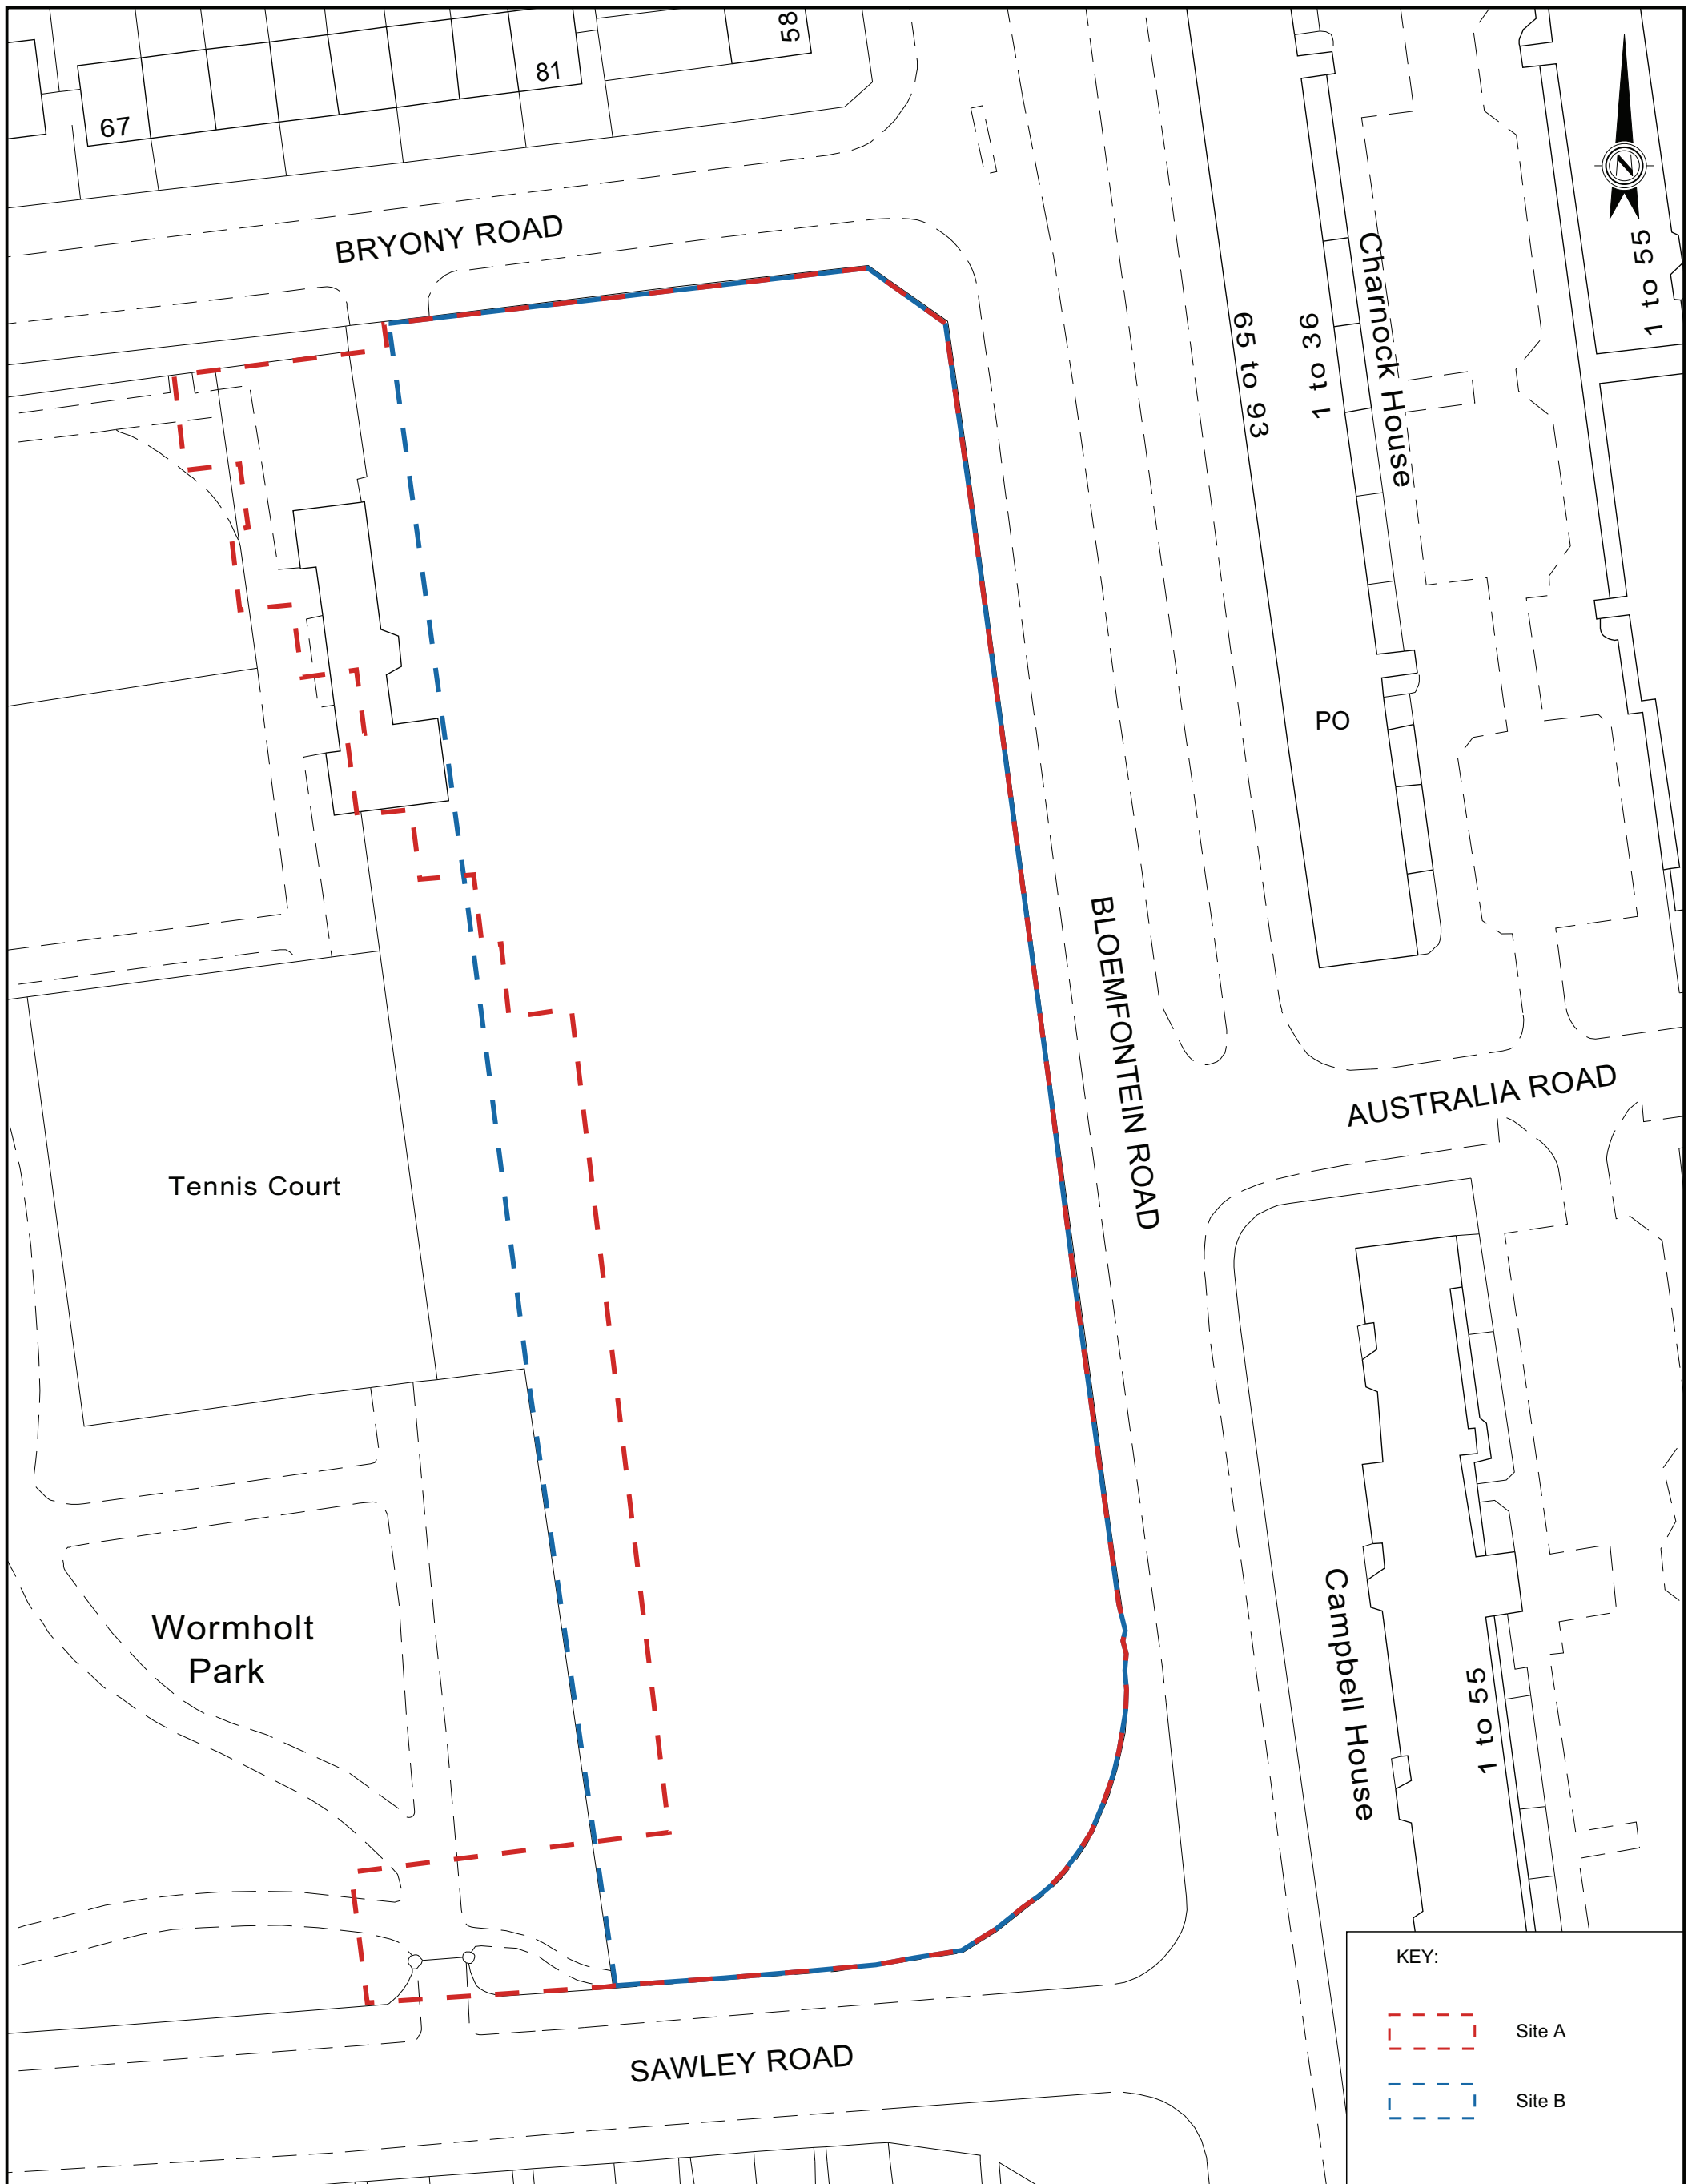 58
81
67
BRYONY ROAD
N
1 to 55
Charnock House
1 to 36
65 to 93
PO
BLOEMFONTEIN ROAD
AUSTRALIA ROAD
Tennis Court
Wormholt
Park
Campbell House
1 to 55
KEY:
Site A
Site B
SAWLEY ROAD